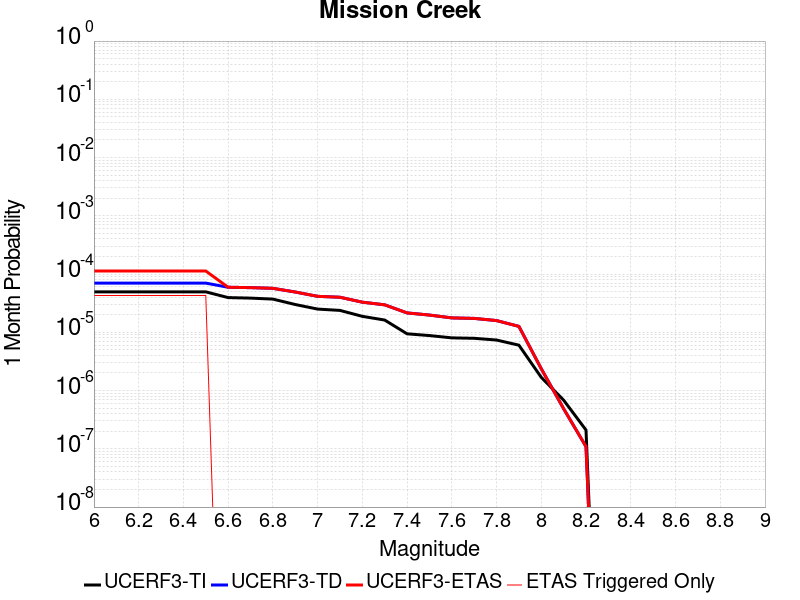 Mission Creek
10^0
10^-1
10^-2
10^-3
10^-4
10^-5
10^-6
10^-7
10^-8
1 Month Probability
6 6.2 6.4 6.6 6.8 7 7.2 7.4 7.6 7.8 8 8.2 8.4 8.6 8.8 9
Magnitude
UCERF3-TI UCERF3-TD UCERF3-ETAS ETAS Triggered Only